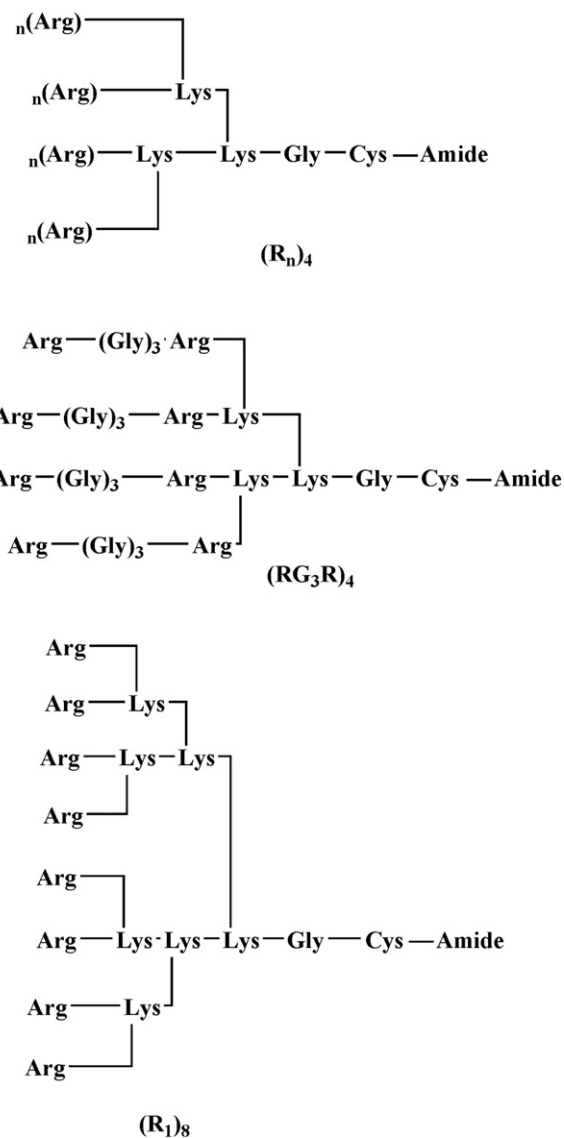 n(Arg)
n(Arg) Lys
n(Arg) Lys Lys Gly Cys Amide
n(Arg)
(Rn)4
Arg (Gly)3 Arg
Arg (Gly)3 Arg Lys
Arg (Gly)3 Arg Lys Lys Gly Cys Amide
Arg (Gly)3 Arg
(RG3R)4
Arg
Arg Lys
Arg Lys Lys
Arg
Arg
Arg Lys Lys Lys Gly Cys Amide
Arg Lys
Arg
(R1)8